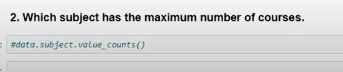 2. Which subject has the maximum number of courses.
#data.subject.value_counts()